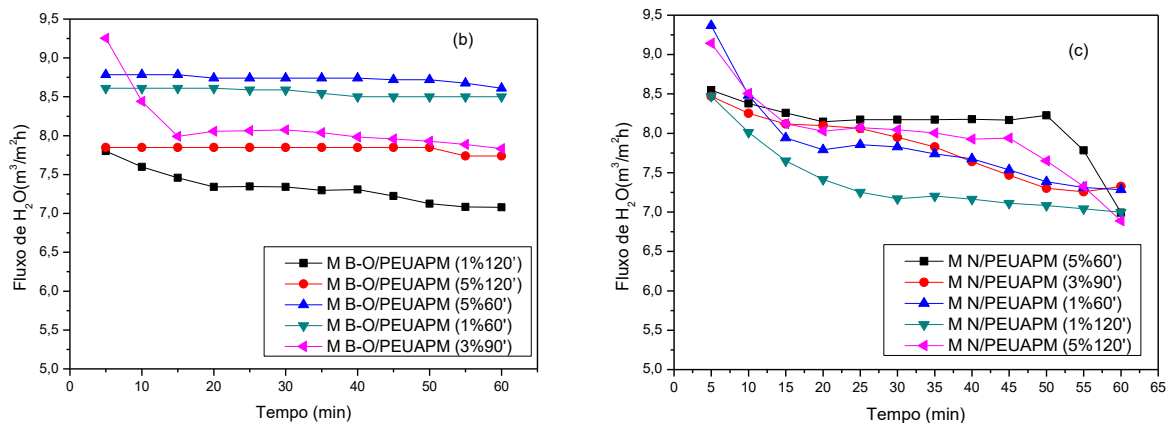 (b)
Fluxo de H2O(m³/m²h)
9,5
9,0
8,5
8,0
7,5
7,0
6,5
6,0
5,5
5,0
M B-O/PEUAPM (1%120’)
M B-O/PEUAPM (5%120’)
M B-O/PEUAPM (5%60')
M B-O/PEUAPM (1%60')
M B-O/PEUAPM (3%90')
0 10 20 30 40 50 60
Tempo (min)
(c)
Fluxo de H2O(m³/m²h)
9,5
9,0
8,5
8,0
7,5
7,0
6,5
6,0
5,5
5,0
M N/PEUAPM (5%60')
M N/PEUAPM (3%90')
M N/PEUAPM (1%60')
M N/PEUAPM (1%120')
M N/PEUAPM (5%120')
0 5 10 15 20 25 30 35 40 45 50 55 60 65
Tempo (min)